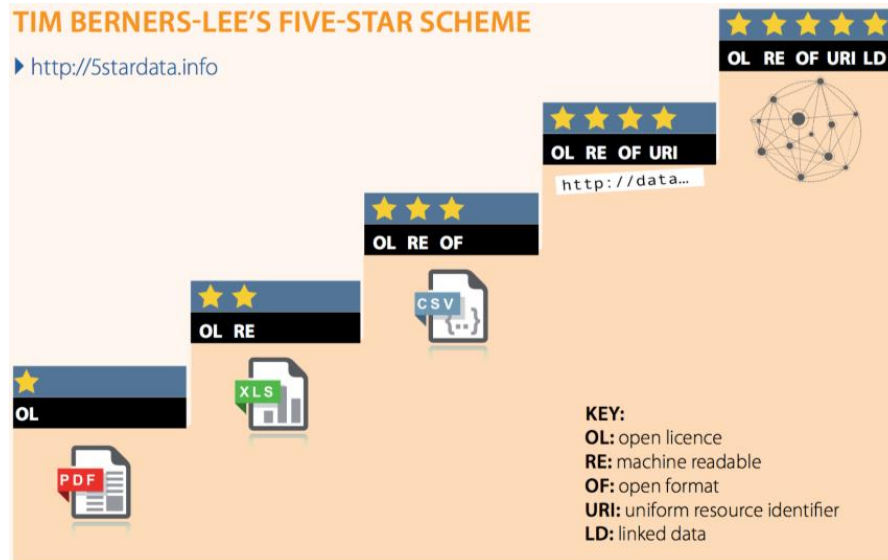 TIM BERNERS-LEE'S FIVE-STAR SCHEME
http://5stardata.info
OL RE OF URI LD
OL RE OF URI
http://data…
OL RE OF
CSV
{..}
OL RE
XLS
OL
PDF
KEY:
OL: open licence
RE: machine readable
OF: open format
URI: uniform resource identifier
LD: linked data